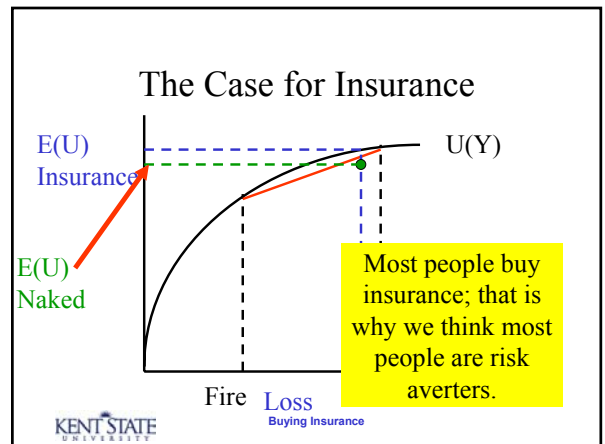 The Case for Insurance
E(U)
Insurance
U(Y)
E(U)
Naked
Most people buy
insurance; that is
why we think most
people are risk
averters.
Fire
Loss
Buying Insurance
KENT STATE
UNIVERSITY